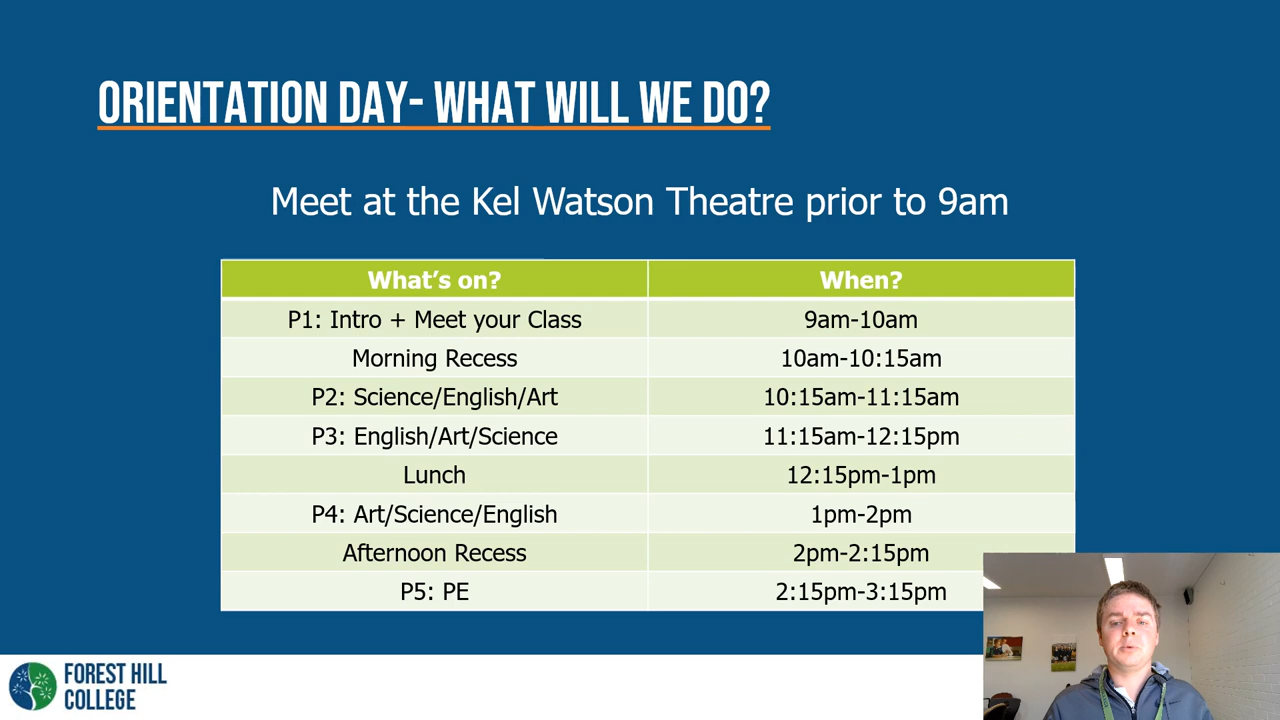 ORIENTATION DAY- WHAT WILL WE DO?
Meet at the Kel Watson Theatre prior to 9am
What's on? When?
P1: Intro + Meet your Class 9am-10am
Morning Recess 10am-10:15am
P2: Science/English/Art 10:15am-11:15am
P3: English/Art/Science 11:15am-12:15pm
Lunch 12:15pm-1pm
P4: Art/Science/English 1pm-2pm
Afternoon Recess 2pm-2:15pm
P5: PE 2:15pm-3:15pm
FOREST HILL
COLLEGE